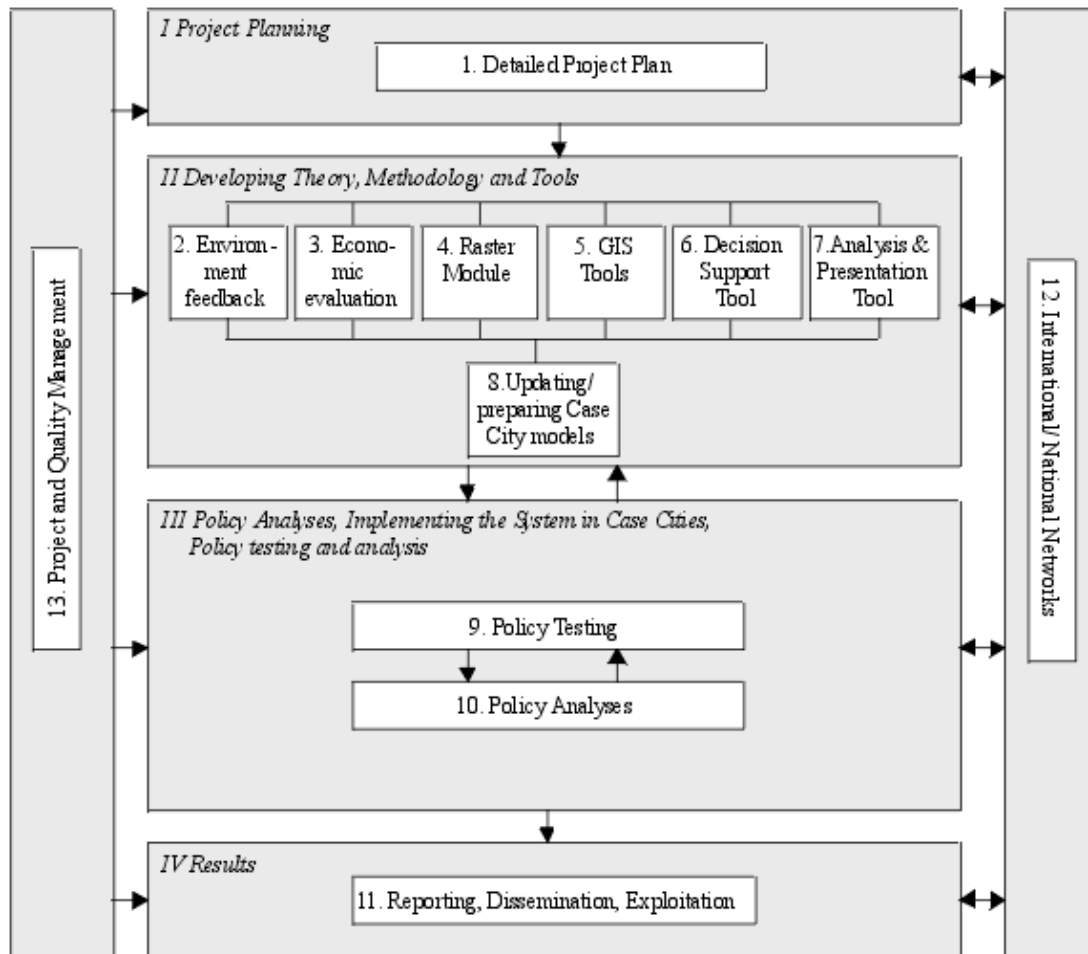 I Project Planning
1. Detailed Project Plan
II Developing Theory, Methodology and Tools
2. Environ-
ment
feedback
3. Econo-
mic
evaluation
4. Raster
Module
5. GIS
Tools
6. Decision
Support
Tool
7.Analysis &
Presentation
Tool
8.Updating/
preparing Case
City models
III Policy Analyses, Implementing the System in Case Cities,
Policy testing and analysis
9. Policy Testing
10. Policy Analyses
IV Results
11. Reporting, Dissemination, Exploitation
13. Project and Quality Management
12. International/ National Networks